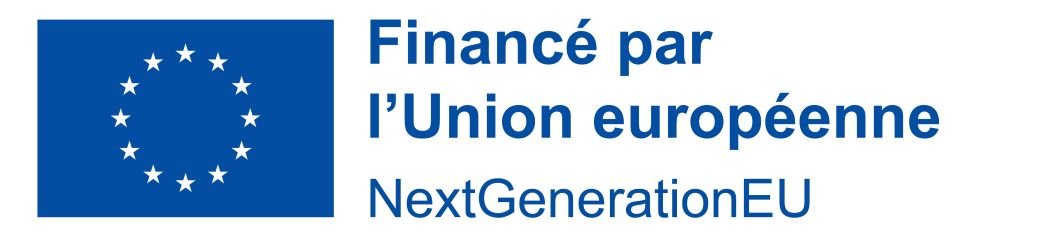 Financé par
l’Union européenne
NextGenerationEU